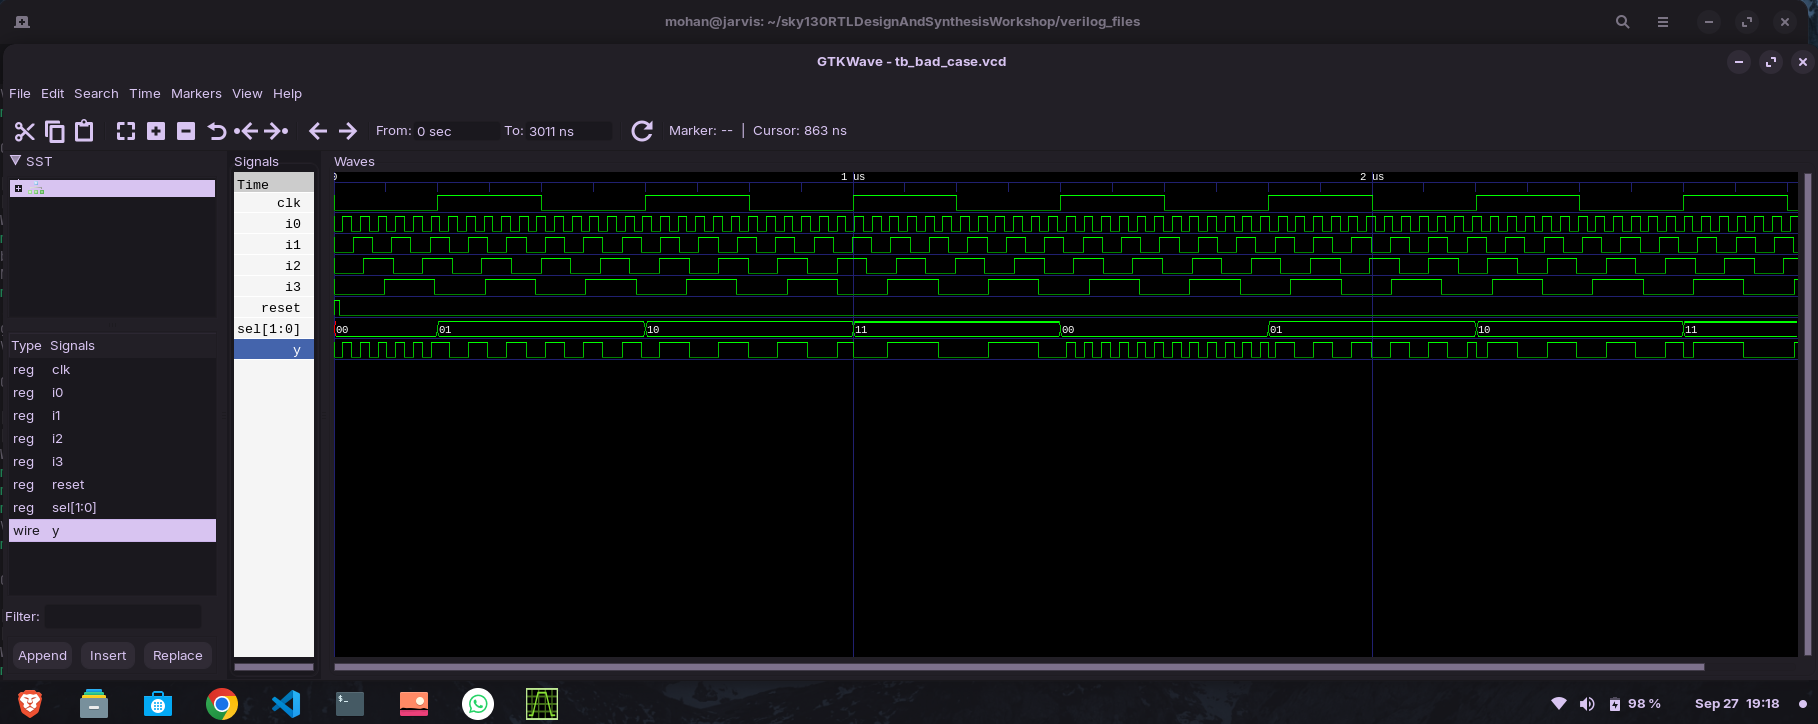 mohan@jarvis: ~/sky130RTLDesignAndSynthesisWorkshop/verilog_files
GTKWave - tb_bad_case.vcd
File Edit Search Time Markers View Help
From: 0 sec To: 3011 ns Marker: -- | Cursor: 863 ns
SST
Signals
Waves
Time
0 1 us 2 us
clk
i0
i1
i2
i3
reset
sel[1:0] 00 01 10 11 00 01 10 11
y
Type Signals
reg clk
reg i0
reg i1
reg i2
reg i3
reg reset
reg sel[1:0]
wire y
Filter:
Append Insert Replace
98 % Sep 27 19:18